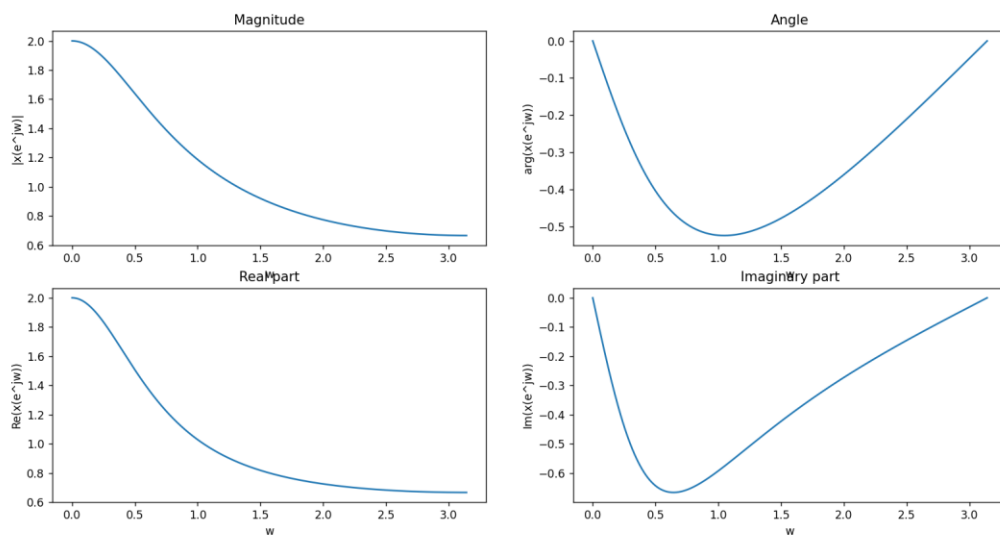 Magnitude
|x(e^jw)|
2.0
1.8
1.6
1.4
1.2
1.0
0.8
0.6
0.0 0.5 1.0 1.5 2.0 2.5 3.0
w
Angle
arg(x(e^jw))
0.0
−0.1
−0.2
−0.3
−0.4
−0.5
0.0 0.5 1.0 1.5 2.0 2.5 3.0
w
Real part
Re(x(e^jw))
2.0
1.8
1.6
1.4
1.2
1.0
0.8
0.6
0.0 0.5 1.0 1.5 2.0 2.5 3.0
w
Imaginary part
Im(x(e^jw))
0.0
−0.1
−0.2
−0.3
−0.4
−0.5
−0.6
0.0 0.5 1.0 1.5 2.0 2.5 3.0
w